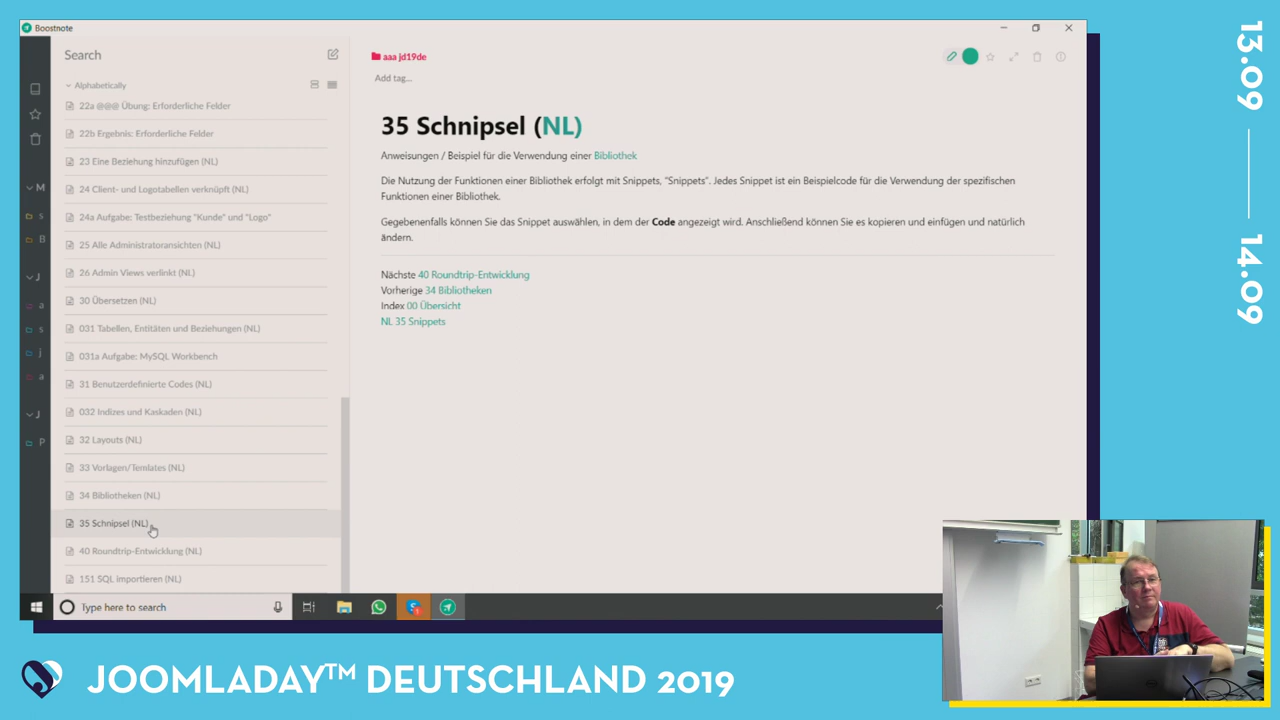 Boostnote
Search
Alphabetically
22a @@@ Übung: Erforderliche Felder
22b Ergebnis: Erforderliche Felder
23 Eine Beziehung hinzufügen (NL)
24 Client- und Logotabellen verknüpft (NL)
24a Aufgabe: Testbeziehung "Kunde" und "Logo"
25 Alle Administratoransichten (NL)
26 Admin Views verlinkt (NL)
30 Übersetzen (NL)
031 Tabellen, Entitäten und Beziehungen (NL)
031a Aufgabe: MySQL Workbench
31 Benutzerdefinierte Codes (NL)
032 Indizes und Kaskaden (NL)
32 Layouts (NL)
33 Vorlagen/Temlates (NL)
34 Bibliotheken (NL)
35 Schnipsel (NL)
40 Roundtrip-Entwicklung (NL)
151 SQL importieren (NL)
M
s
B
J
a
s
j
a
J
P
aaa jd19de
Add tag...
35 Schnipsel (NL)
Anweisungen / Beispiel für die Verwendung einer Bibliothek
Die Nutzung der Funktionen einer Bibliothek erfolgt mit Snippets, "Snippets". Jedes Snippet ist ein Beispielcode für die Verwendung der spezifischen
Funktionen einer Bibliothek.
Gegebenenfalls können Sie das Snippet auswählen, in dem der Code angezeigt wird. Anschließend können Sie es kopieren und einfügen und natürlich
ändern.
Nächste 40 Roundtrip-Entwicklung
Vorherige 34 Bibliotheken
Index 00 Übersicht
NL 35 Snippets
Type here to search
13.09
14.09
JOOMLADAY™ DEUTSCHLAND 2019